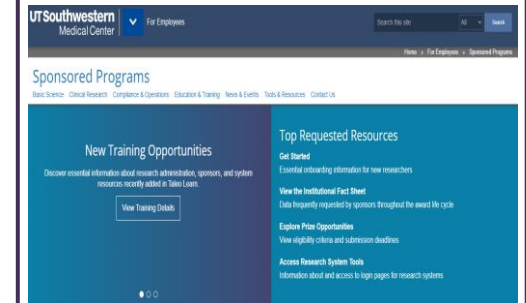 UTSouthwestern
Medical Center
For Employees
Search this site
All
Search
Home > For Employees > Sponsored Programs
Sponsored Programs
Basic Science Clinical Research Compliance & Operations Education & Training News & Events Tools & Resources Contact Us
New Training Opportunities
Discover essential information about research administration, sponsors, and system
resources recently added in Taleo Learn.
View Training Details
Top Requested Resources
Get Started
Essential onboarding information for new researchers
View the Institutional Fact Sheet
Data frequently requested by sponsors throughout the award life cycle
Explore Prize Opportunities
View eligibility criteria and submission deadlines
Access Research System Tools
Information about and access to login pages for research systems